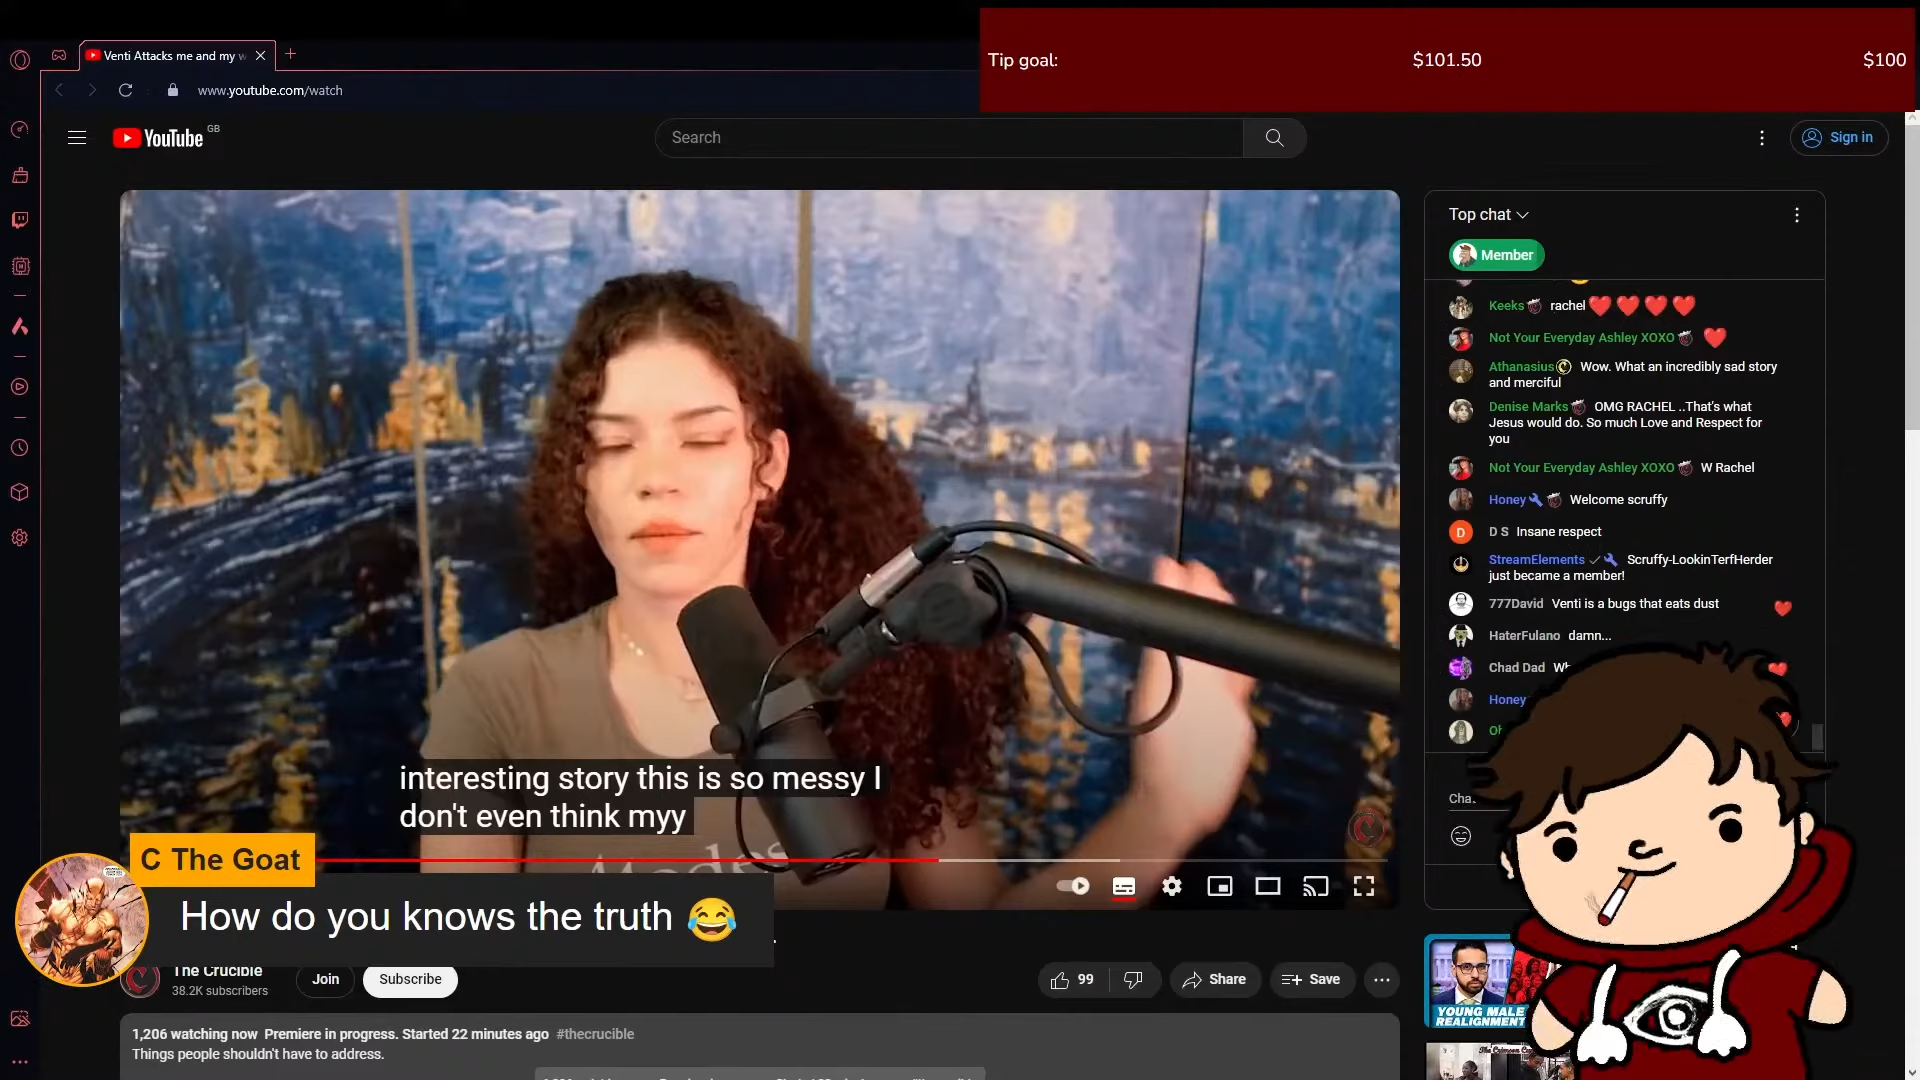 Tip goal:
$101.50
$100
Venti Attacks me and my w
www.youtube.com/watch
YouTube GB
Search
Sign in
Top chat
Member
Keeks rachel ❤️ ❤️ ❤️ ❤️
Not Your Everyday Ashley XOXO ❤️
Athanasius Wow. What an incredibly sad story
and merciful
Denise Marks OMG RACHEL ..That's what
Jesus would do. So much Love and Respect for
you
Not Your Everyday Ashley XOXO W Rachel
Honey Welcome scruffy
D
D S Insane respect
StreamElements Scruffy-LookinTerfHerder
just became a member!
777David Venti is a bugs that eats dust
HaterFulano damn...
Chad Dad
Honey
interesting story this is so messy I
don't even think myy
C The Goat
How do you knows the truth 😂
The Crucible
38.2K subscribers
Join
Subscribe
99
Share
Save
1,206 watching now Premiere in progress. Started 22 minutes ago #thecrucible
Things people shouldn't have to address.
YOUNG MALE
REALIGNMENT